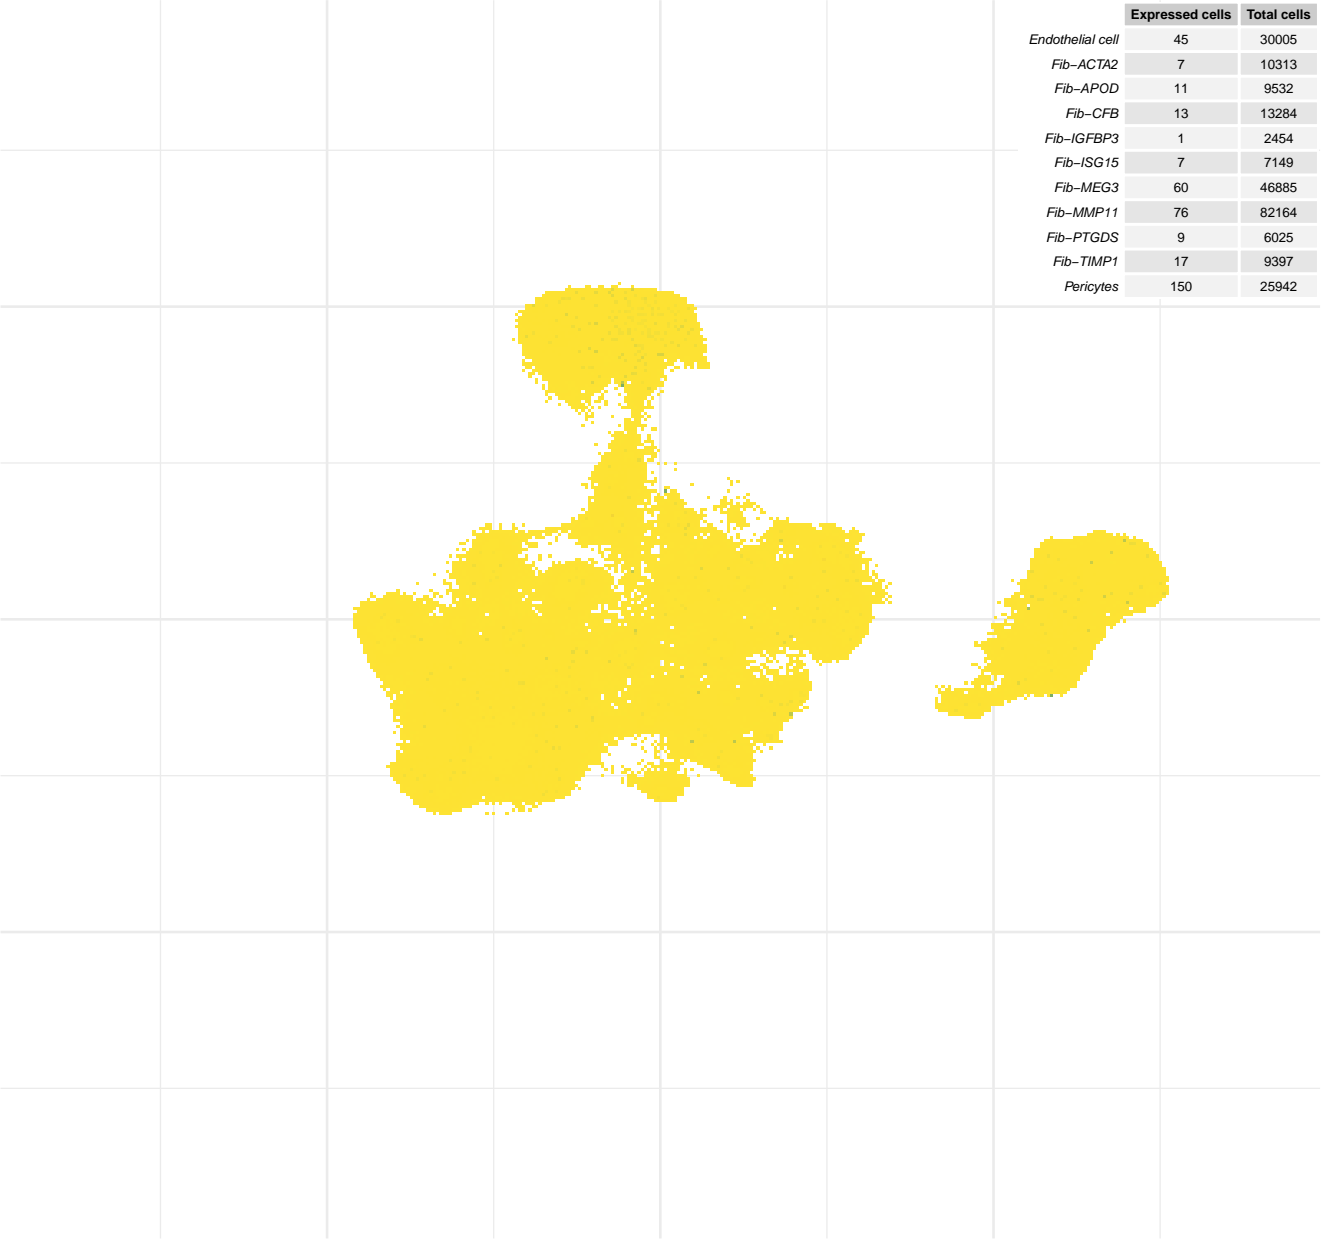 Expressed cells Total cells
Endothelial cell 45 30005
Fib−ACTA2 7 10313
Fib−APOD 11 9532
Fib−CFB 13 13284
Fib−IGFBP3 1 2454
Fib−ISG15 7 7149
Fib−MEG3 60 46885
Fib−MMP11 76 82164
Fib−PTGDS 9 6025
Fib−TIMP1 17 9397
Pericytes 150 25942